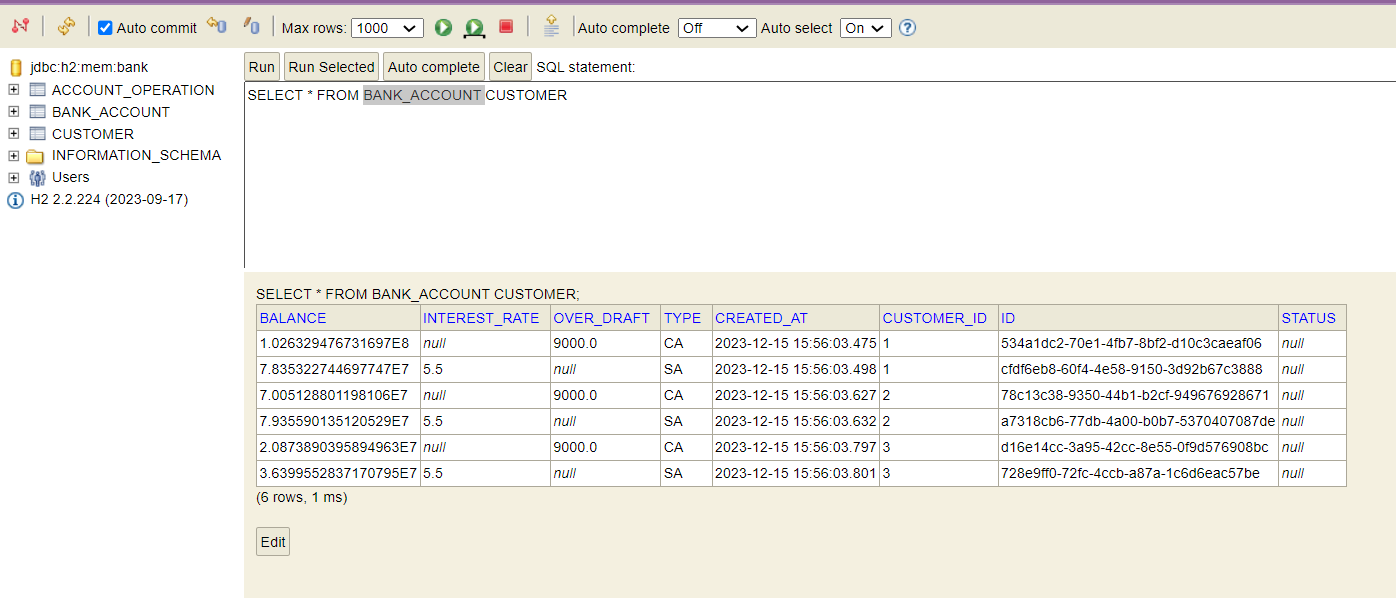 Auto commit Max rows: 1000 Auto complete Off Auto select On
jdbc:h2:mem:bank
ACCOUNT_OPERATION
BANK_ACCOUNT
CUSTOMER
INFORMATION_SCHEMA
Users
H2 2.2.224 (2023-09-17)
Run Run Selected Auto complete Clear SQL statement:
SELECT * FROM BANK_ACCOUNT CUSTOMER
SELECT * FROM BANK_ACCOUNT CUSTOMER;
BALANCE INTEREST_RATE OVER_DRAFT TYPE CREATED_AT CUSTOMER_ID ID STATUS
1.026329476731697E8 null 9000.0 CA 2023-12-15 15:56:03.475 1 534a1dc2-70e1-4fb7-8bf2-d10c3caeaf06 null
7.835322744697747E7 5.5 null SA 2023-12-15 15:56:03.498 1 cfdf6eb8-60f4-4e58-9150-3d92b67c3888 null
7.005128801198106E7 null 9000.0 CA 2023-12-15 15:56:03.627 2 78c13c38-9350-44b1-b2cf-949676928671 null
7.935590135120529E7 5.5 null SA 2023-12-15 15:56:03.632 2 a7318cb6-77db-4a00-b0b7-5370407087de null
2.0873890395894963E7 null 9000.0 CA 2023-12-15 15:56:03.797 3 d16e14cc-3a95-42cc-8e55-0f9d576908bc null
3.6399552837170795E7 5.5 null SA 2023-12-15 15:56:03.801 3 728e9ff0-72fc-4ccb-a87a-1c6d6eac57be null
(6 rows, 1 ms)
Edit